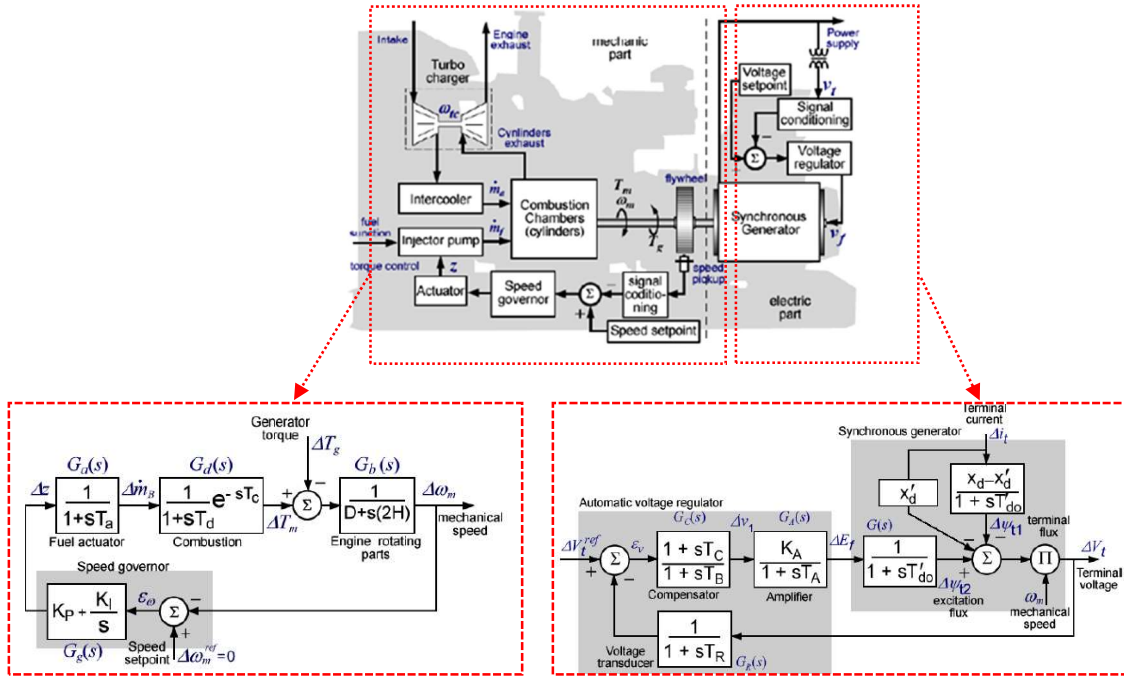 Intake
Engine
exhaust
mechanic
part
Power
supply
Turbo
charger
Voltage
setpoint
v_t
Signal
conditioning
ω_tc
Cynlinders
exhaust
−
Σ
Voltage
regulator
Intercooler
ṁ_a
Combustion
Chambers
(cylinders)
T_m
ω_m
flywheel
Synchronous
Generator
Injector pump
ṁ_f
T_g
v_f
torque control
z
speed
pickup
Actuator
Speed
governor
Σ
−
+
signal
coditio-
ning
electric
part
Speed setpoint
Generator
torque
ΔT_g
G_a(s)
G_d(s)
G_b(s)
Δz
1
1+sT_a
Δṁ_B
1
1+sT_d
e^-sT_c
+
−
Σ
ΔT_m
1
D+s(2H)
Δω_m
mechanical
speed
Fuel actuator
Combustion
Engine rotating
parts
Speed governor
K_P + K_I
s
ε_ω
Σ
−
+
G_g(s)
Speed
setpoint
Δω_m^ref =0
Terminal
current
Synchronous generator
Δi_t
x'_d
x_d−x'_d
1 + sT'_do
Automatic voltage regulator
G_C(s)
Δv_1
G_A(s)
G(s)
Δψ_t1
terminal
flux
ΔV_t^ref
+
Σ
−
ε_v
1 + sT_C
1 + sT_B
K_A
1 + sT_A
ΔE_f
1
1 + sT'_do
−
−
+
Σ
Π
ΔV_t
Terminal
voltage
Compensator
Amplifier
Δψ_t2
excitation
flux
ω_m
mechanical
speed
1
1 + sT_R
Voltage
transducer
G_R(s)